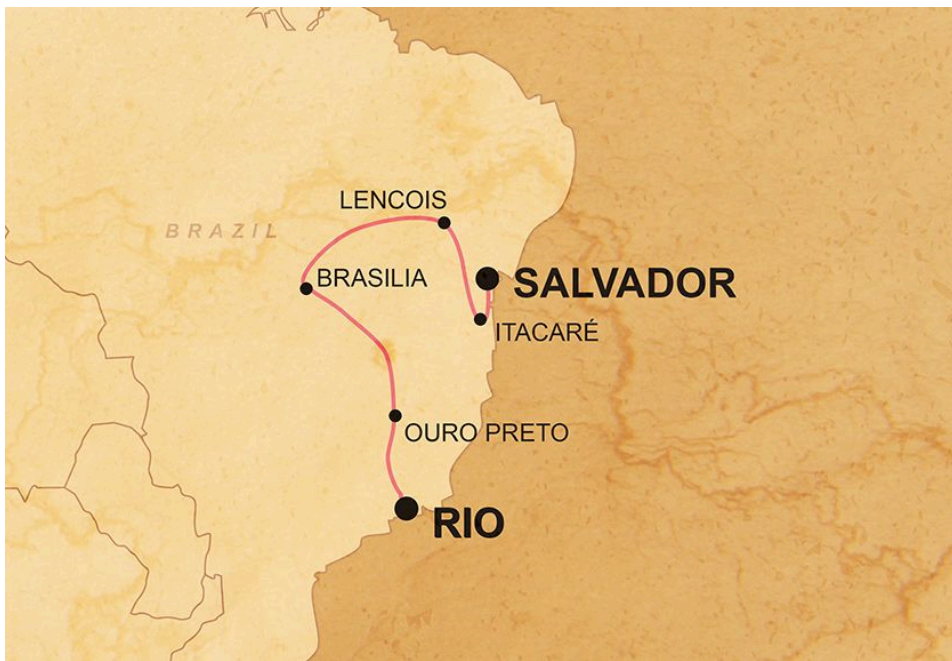 LENCOIS
BRAZIL
BRASILIA
SALVADOR
ITACARÉ
OURO PRETO
RIO